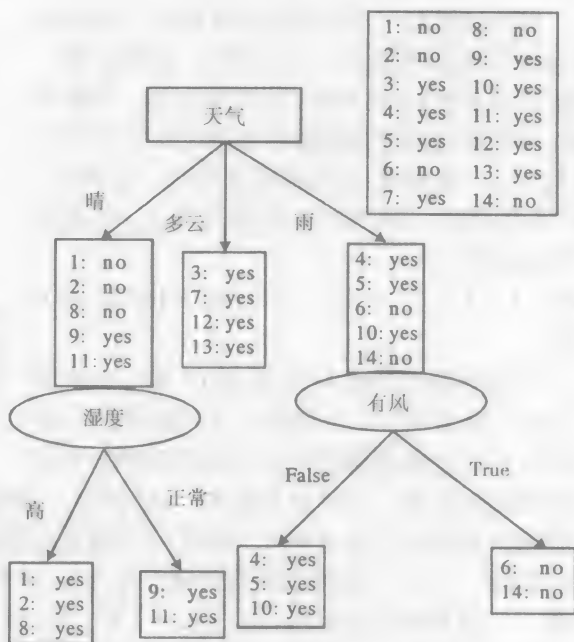 1: no 8: no
2: no 9: yes
3: yes 10: yes
4: yes 11: yes
5: yes 12: yes
6: no 13: yes
7: yes 14: no
天气
晴
多云
雨
1: no
2: no
8: no
9: yes
11: yes
3: yes
7: yes
12: yes
13: yes
4: yes
5: yes
6: no
10: yes
14: no
湿度
有风
高
正常
False
True
1: yes
2: yes
8: yes
9: yes
11: yes
4: yes
5: yes
10: yes
6: no
14: no